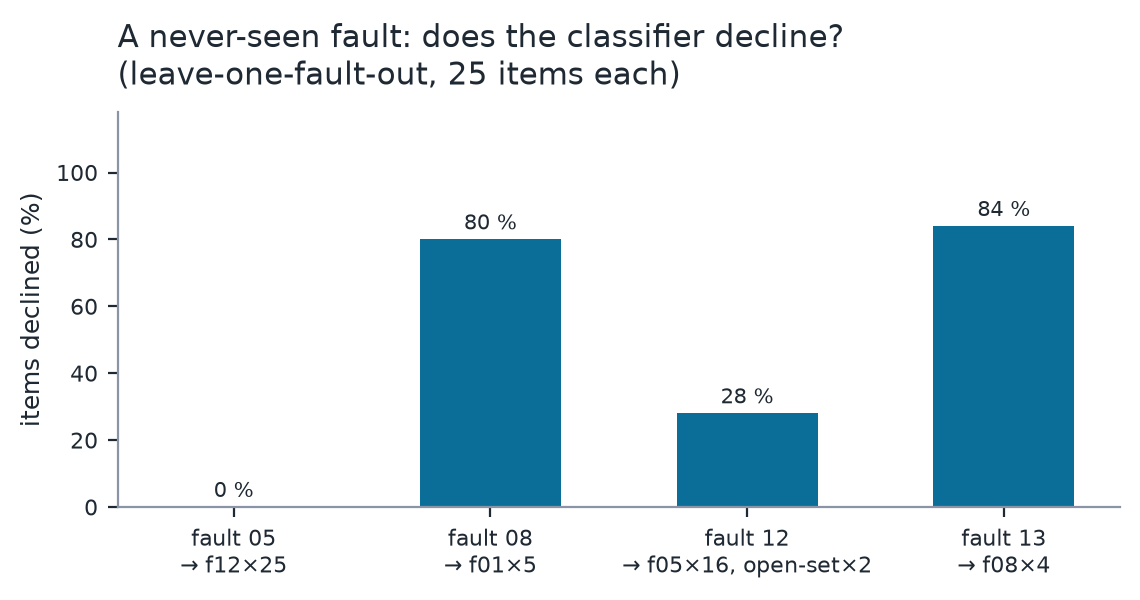 A never-seen fault: does the classifier decline?
(leave-one-fault-out, 25 items each)
items declined (%)
100
80
60
40
20
0
0 %
80 %
28 %
84 %
fault 05
→ f12×25
fault 08
→ f01×5
fault 12
→ f05×16, open-set×2
fault 13
→ f08×4